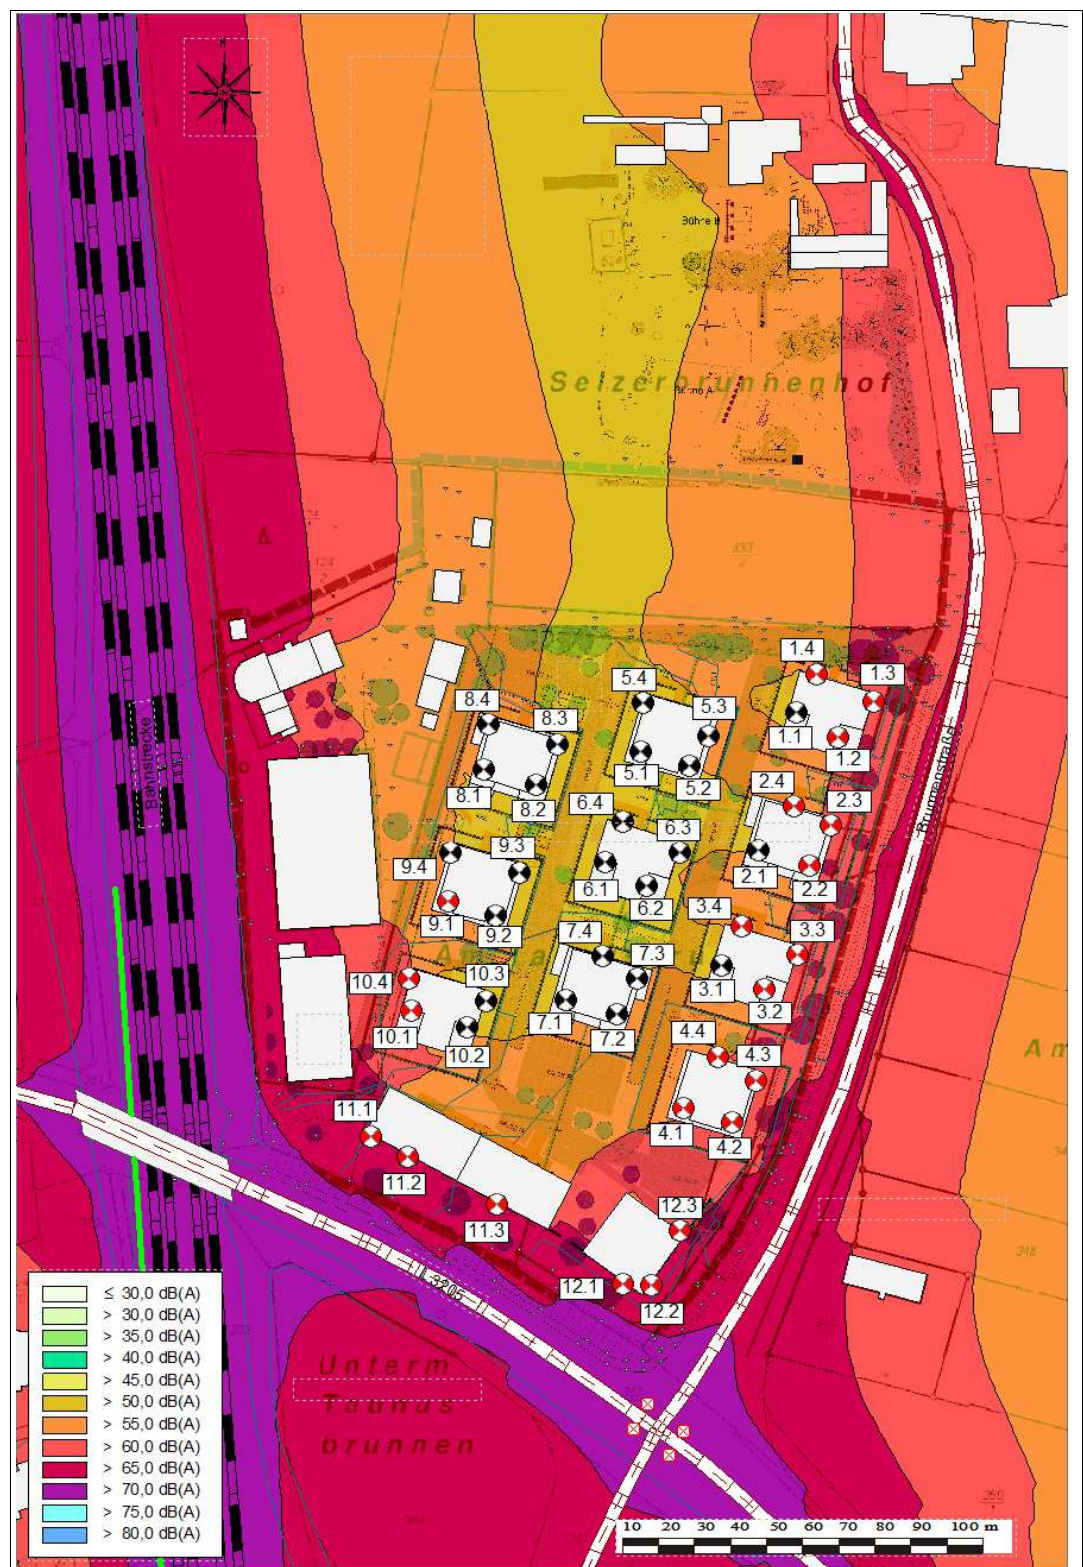 N
Selzerbrunnenhof
Bahnstrecke
Brunnenstraße
1.4
1.3
1.1
1.2
5.4
5.3
5.1
5.2
8.4
8.3
8.1
8.2
2.4
2.3
2.1
2.2
6.4
6.3
6.1
6.2
9.4
9.3
9.1
9.2
3.4
3.3
3.1
3.2
7.4
7.3
7.1
7.2
10.4
10.3
10.1
10.2
4.4
4.3
4.1
4.2
11.1
11.2
11.3
12.3
12.1
12.2
L 3205
Am
348
Unterm
Taunus
brunnen
≤ 30,0 dB(A)
> 30,0 dB(A)
> 35,0 dB(A)
> 40,0 dB(A)
> 45,0 dB(A)
> 50,0 dB(A)
> 55,0 dB(A)
> 60,0 dB(A)
> 65,0 dB(A)
> 70,0 dB(A)
> 75,0 dB(A)
> 80,0 dB(A)
10 20 30 40 50 60 70 80 90 100 m